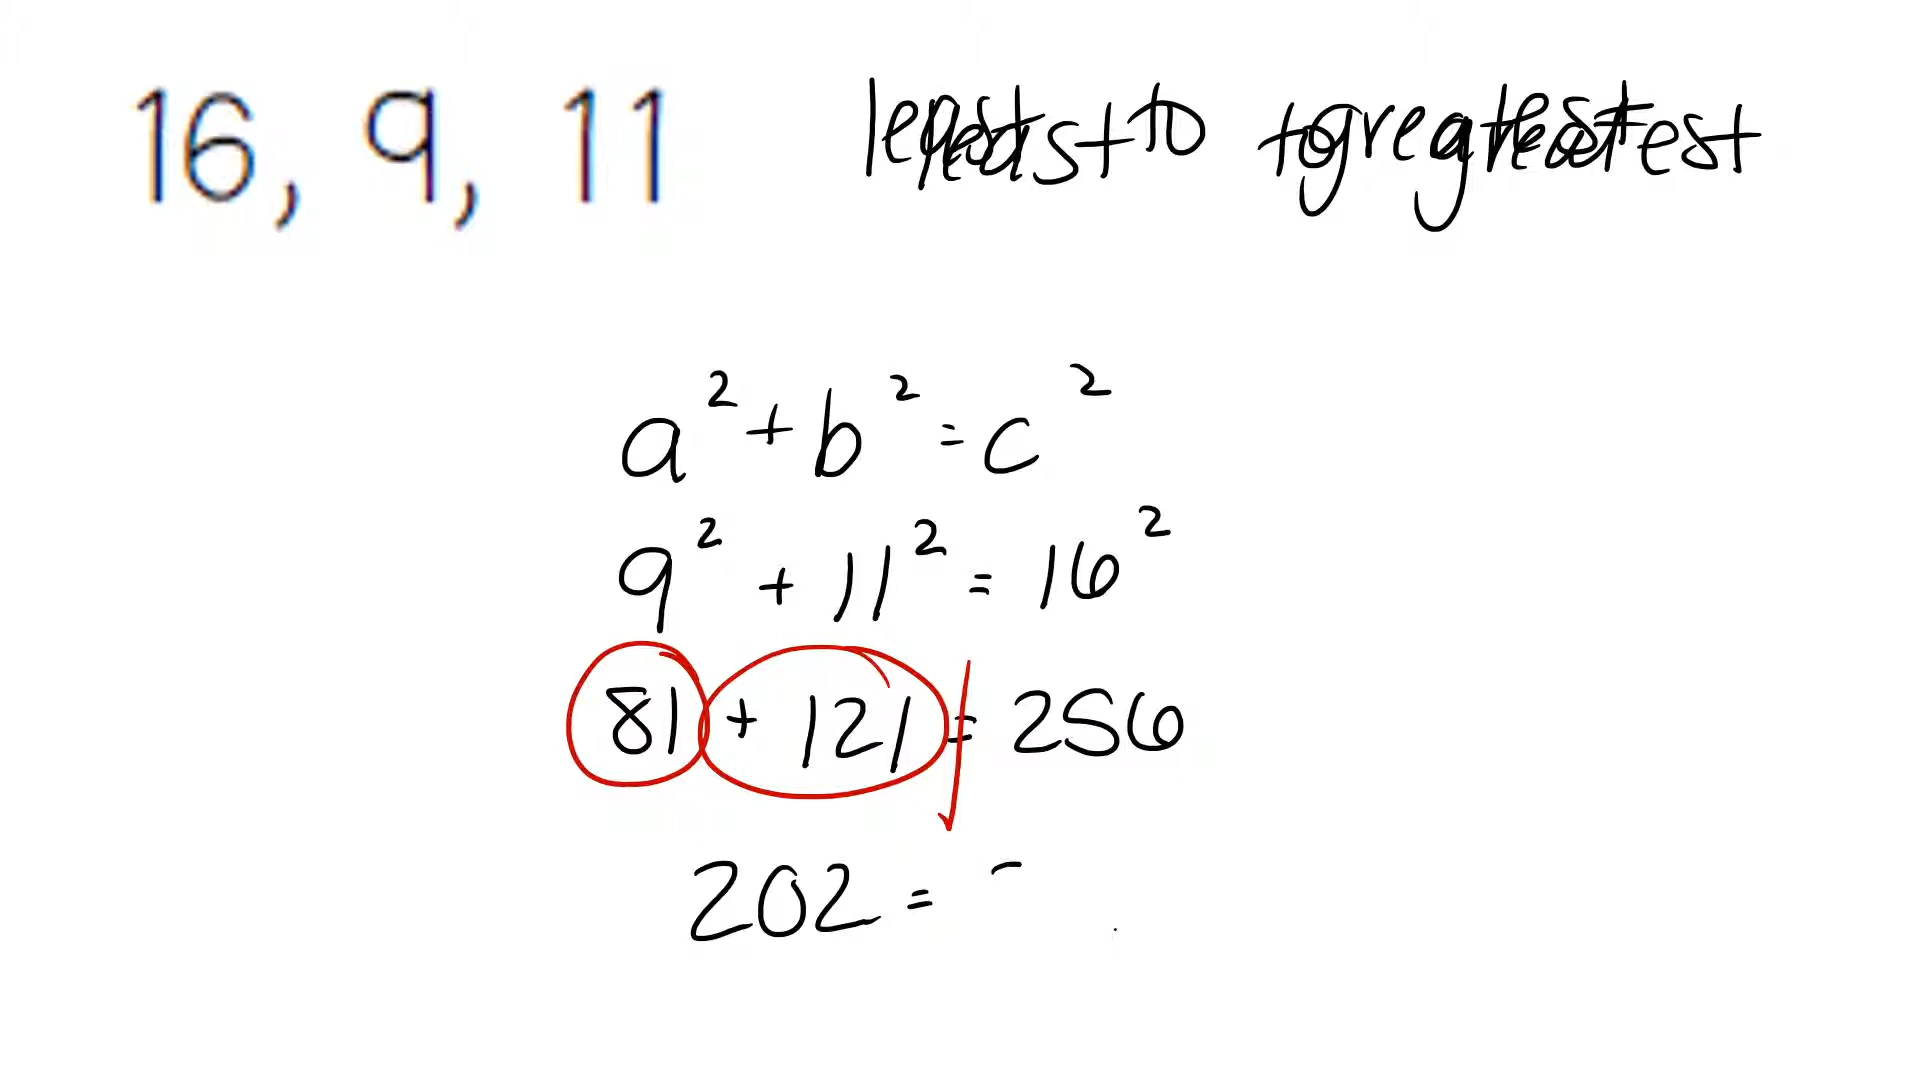 16, 9, 11 least to greatest
a² + b² = c²
9² + 11² = 16²
81 + 121 = 256
202 =